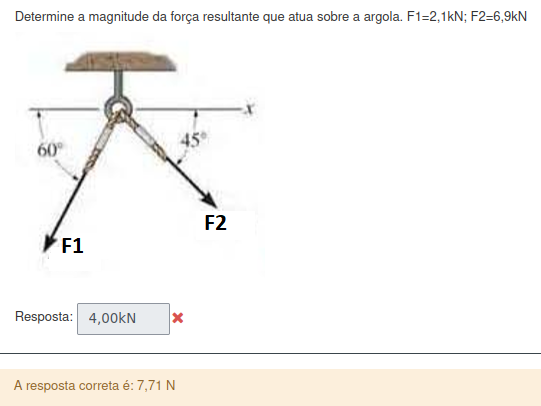 Determine a magnitude da força resultante que atua sobre a argola. F1=2,1kN; F2=6,9kN
x
60°
45°
F2
F1
Resposta: 4,00kN
A resposta correta é: 7,71 N